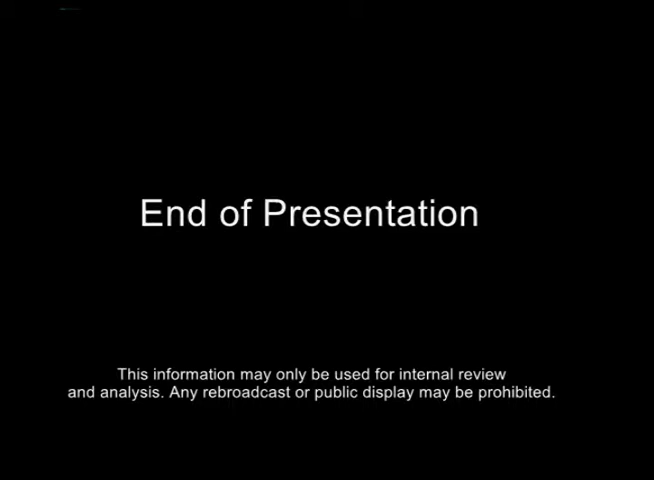 End of Presentation
This information may only be used for internal review
and analysis. Any rebroadcast or public display may be prohibited.